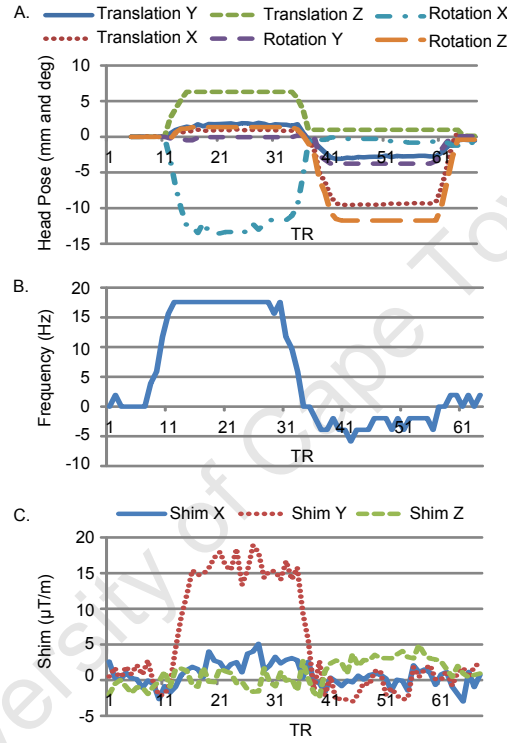 A.
Translation Y Translation Z Rotation X
Translation X Rotation Y Rotation Z
Head Pose (mm and deg)
10
5
0
-5
-10
-15
1 11 21 31 41 51 61
TR
B.
Frequency (Hz)
20
15
10
5
0
-5
-10
1 11 21 31 41 51 61
TR
C.
Shim X Shim Y Shim Z
Shim (µT/m)
20
15
10
5
0
-5
1 11 21 31 41 51 61
TR
versity of Cape To